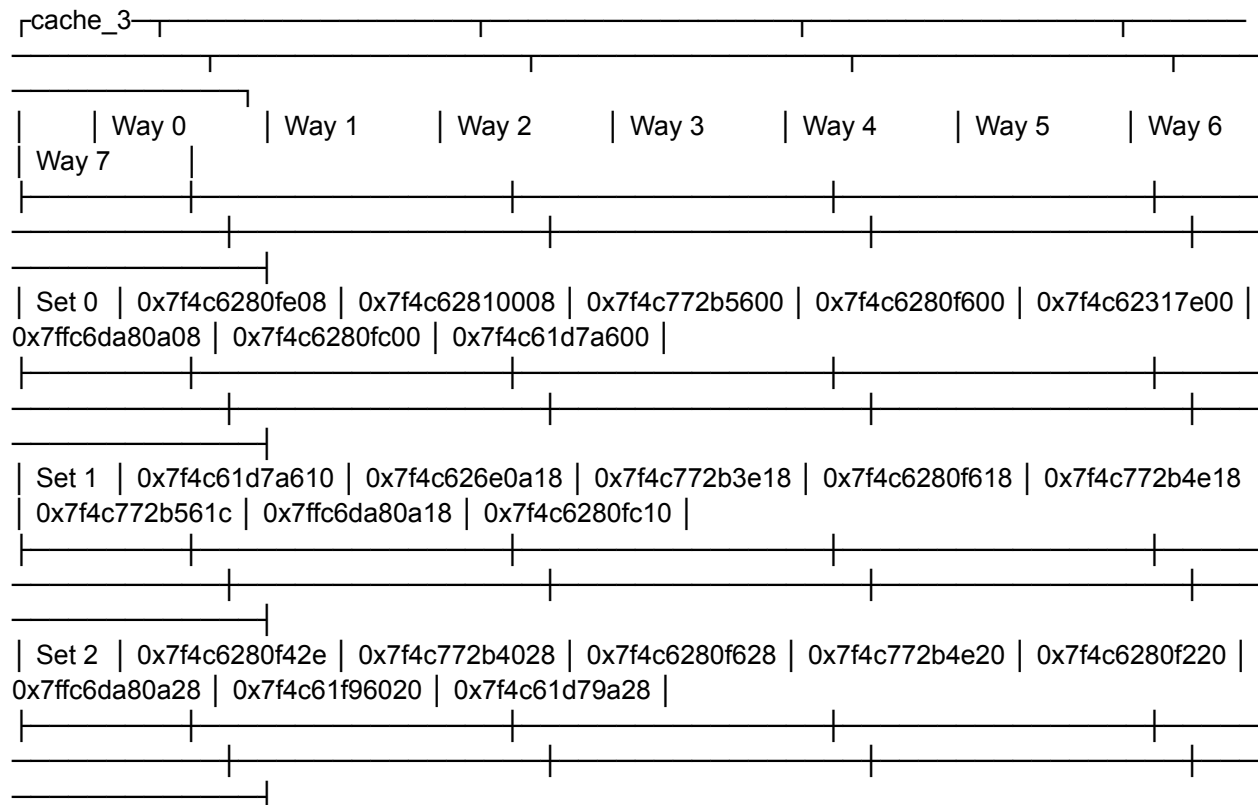 cache_3
│ │ Way 0 │ Way 1 │ Way 2 │ Way 3 │ Way 4 │ Way 5 │ Way 6
│ Way 7 │
│ Set 0 │ 0x7f4c6280fe08 │ 0x7f4c62810008 │ 0x7f4c772b5600 │ 0x7f4c6280f600 │ 0x7f4c62317e00 │
0x7ffc6da80a08 │ 0x7f4c6280fc00 │ 0x7f4c61d7a600 │
│ Set 1 │ 0x7f4c61d7a610 │ 0x7f4c626e0a18 │ 0x7f4c772b3e18 │ 0x7f4c6280f618 │ 0x7f4c772b4e18
│ 0x7f4c772b561c │ 0x7ffc6da80a18 │ 0x7f4c6280fc10 │
│ Set 2 │ 0x7f4c6280f42e │ 0x7f4c772b4028 │ 0x7f4c6280f628 │ 0x7f4c772b4e20 │ 0x7f4c6280f220 │
0x7ffc6da80a28 │ 0x7f4c61f96020 │ 0x7f4c61d79a28 │